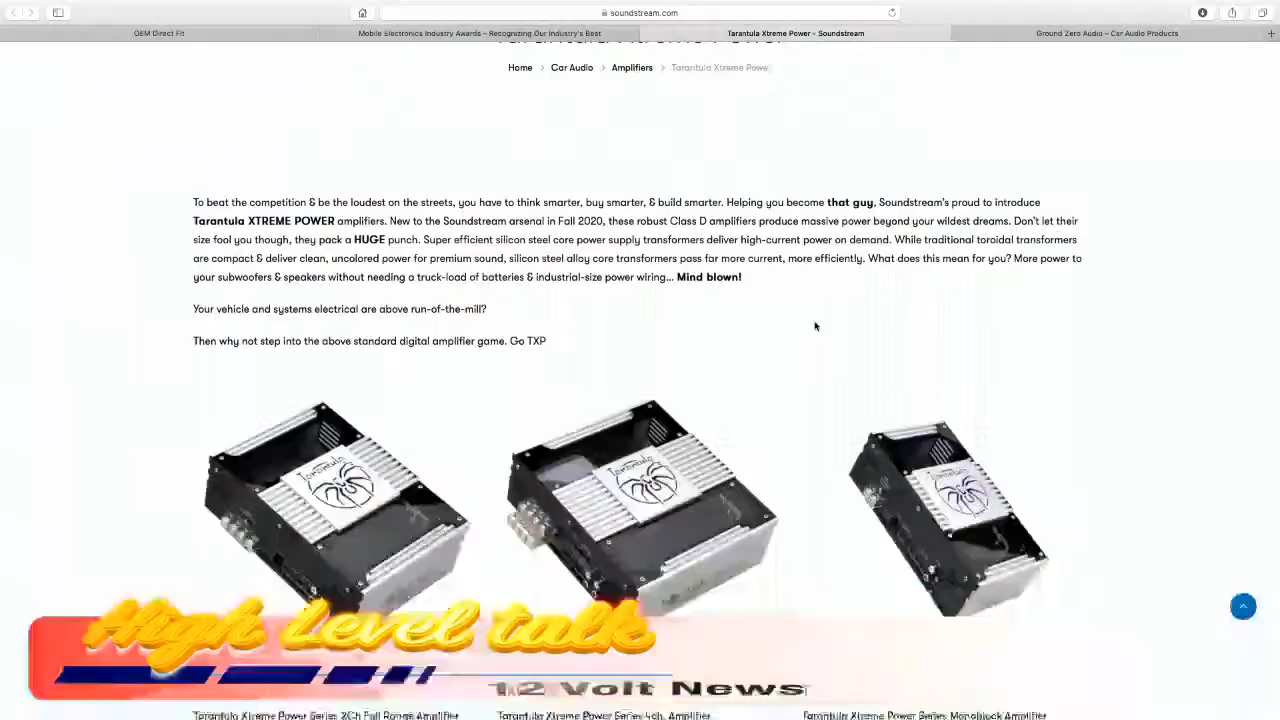 soundstream.com
OEM Direct Fit
Mobile Electronics Industry Awards – Recognizing Our Industry's Best
Tarantula Xtreme Power - Soundstream
Ground Zero Audio – Car Audio Products
Tarantula Xtreme Power
Home > Car Audio > Amplifiers > Tarantula Xtreme Power
To beat the competition & be the loudest on the streets, you have to think smarter, buy smarter, & build smarter. Helping you become that guy, Soundstream's proud to introduce
Tarantula XTREME POWER amplifiers. New to the Soundstream arsenal in Fall 2020, these robust Class D amplifiers produce massive power beyond your wildest dreams. Don't let their
size fool you though, they pack a HUGE punch. Super efficient silicon steel core power supply transformers deliver high-current power on demand. While traditional toroidal transformers
are compact & deliver clean, uncolored power for premium sound, silicon steel alloy core transformers pass far more current, more efficiently. What does this mean for you? More power to
your subwoofers & speakers without needing a truck-load of batteries & industrial-size power wiring... Mind blown!
Your vehicle and systems electrical are above run-of-the-mill?
Then why not step into the above standard digital amplifier game. Go TXP
Tarantula
Tarantula
Tarantula
High Level talk
12 Volt News
Tarantula Xtreme Power Series 2Ch Full Range Amplifier
Tarantula Xtreme Power Series 4ch. Amplifier
Tarantula Xtreme Power Series Monoblock Amplifier